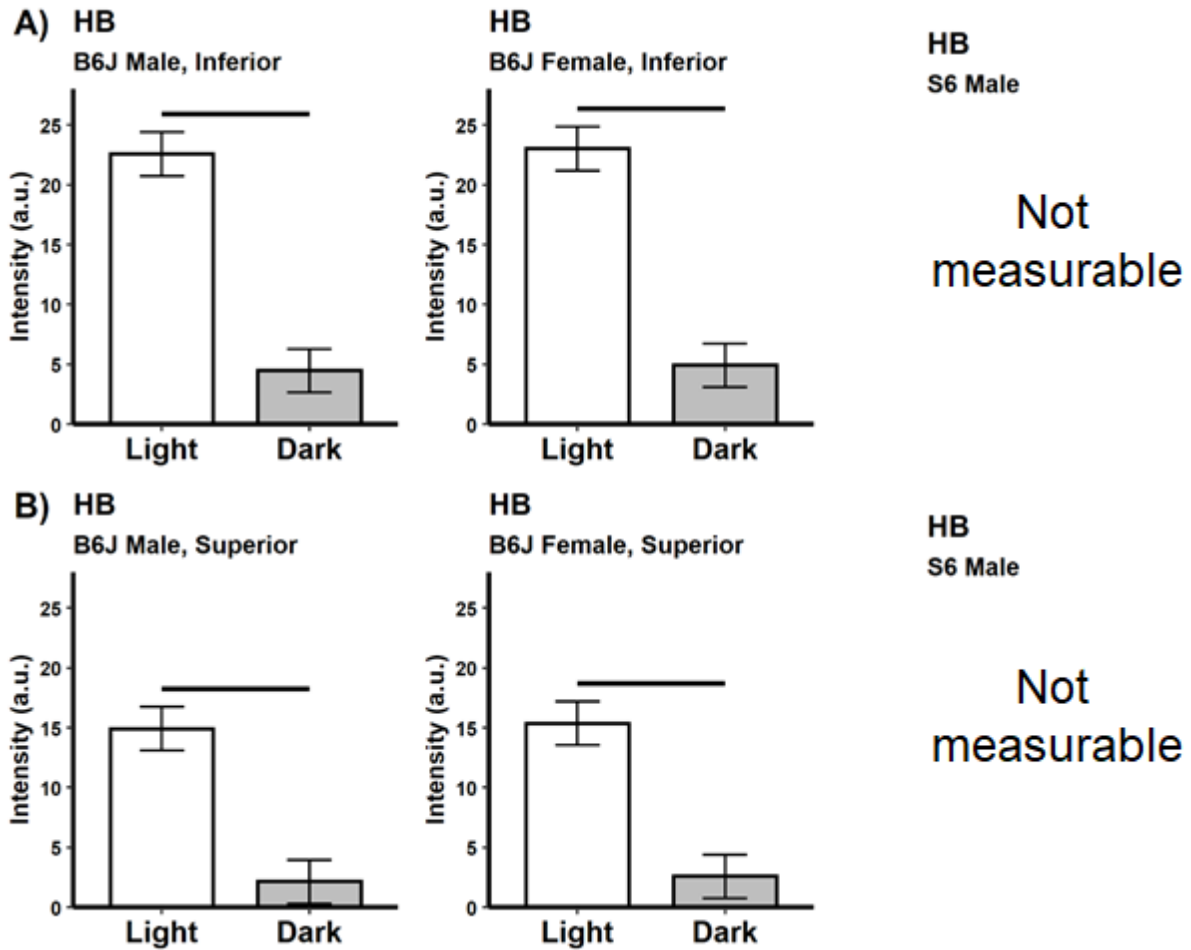 A) HB
B6J Male, Inferior
Intensity (a.u.)
25
20
15
10
5
0
Light Dark
HB
B6J Female, Inferior
Intensity (a.u.)
25
20
15
10
5
0
Light Dark
HB
S6 Male
Not
measurable
B) HB
B6J Male, Superior
Intensity (a.u.)
25
20
15
10
5
0
Light Dark
HB
B6J Female, Superior
Intensity (a.u.)
25
20
15
10
5
0
Light Dark
HB
S6 Male
Not
measurable